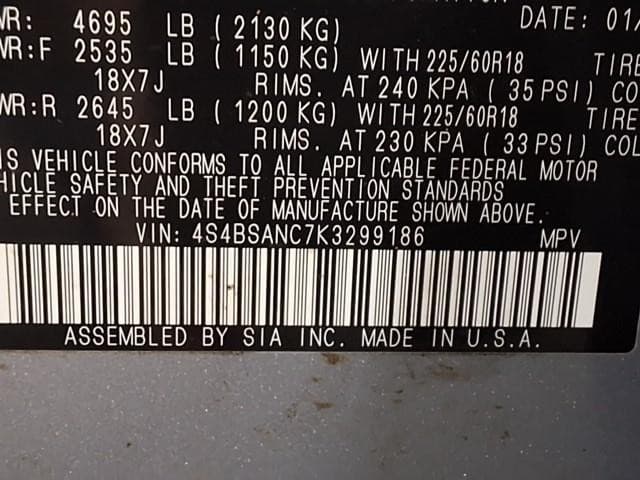 WR: 4695 LB ( 2130 KG) DATE: 01/
WR:F 2535 LB ( 1150 KG) WITH 225/60R18 TIRE
18X7J RIMS. AT 240 KPA ( 35 PSI) CO
WR:R 2645 LB ( 1200 KG) WITH 225/60R18 TIRE
18X7J RIMS. AT 230 KPA ( 33 PSI) COL
IS VEHICLE CONFORMS TO ALL APPLICABLE FEDERAL MOTOR
HICLE SAFETY AND THEFT PREVENTION STANDARDS
EFFECT ON THE DATE OF MANUFACTURE SHOWN ABOVE.
VIN: 4S4BSANC7K3299186 MPV
ASSEMBLED BY SIA INC. MADE IN U.S.A.